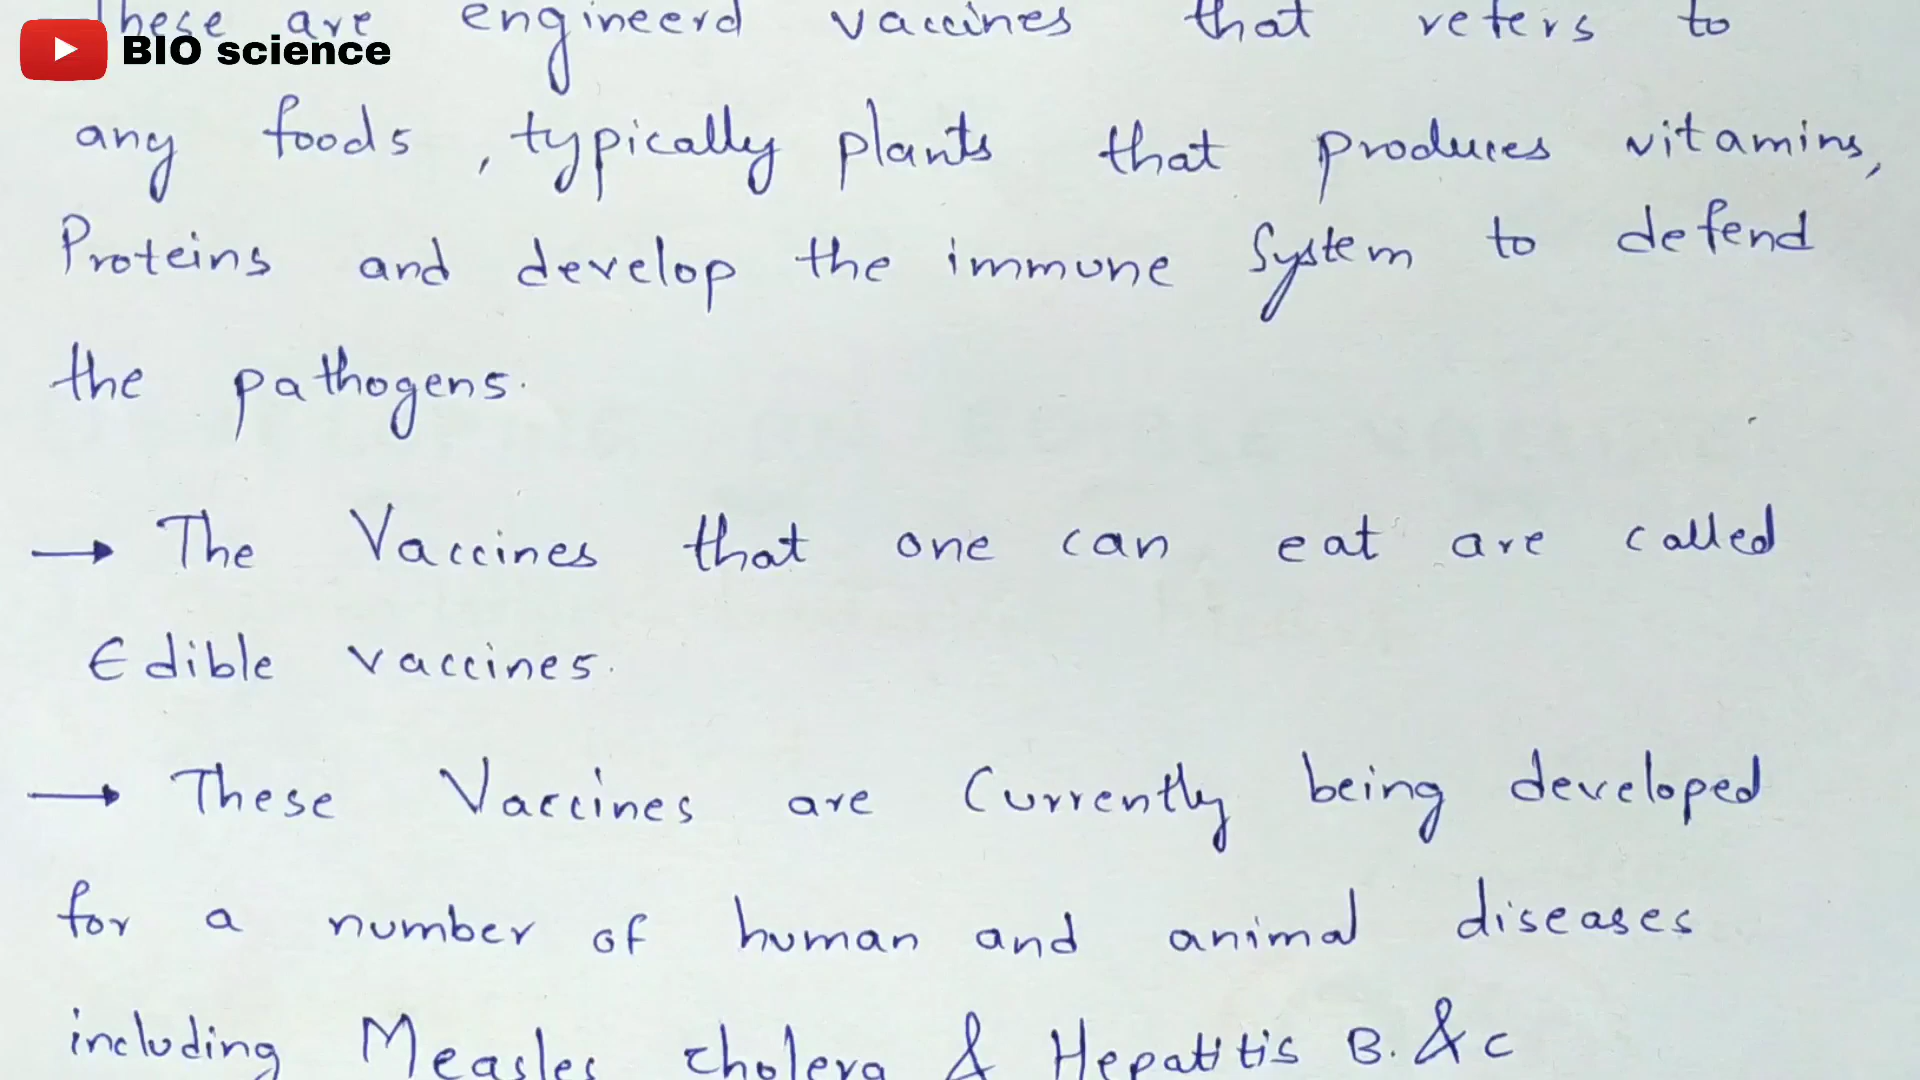 These are engineerd vaccines that refers to
BIO science
any foods, typically plants that produces vitamins,
Proteins and develop the immune System to defend
the pathogens.
→ The Vaccines that one can eat are called
Edible vaccines.
→ These Vaccines are Currently being developed
for a number of human and animal diseases
including Measles cholera & Hepatitis B. & C